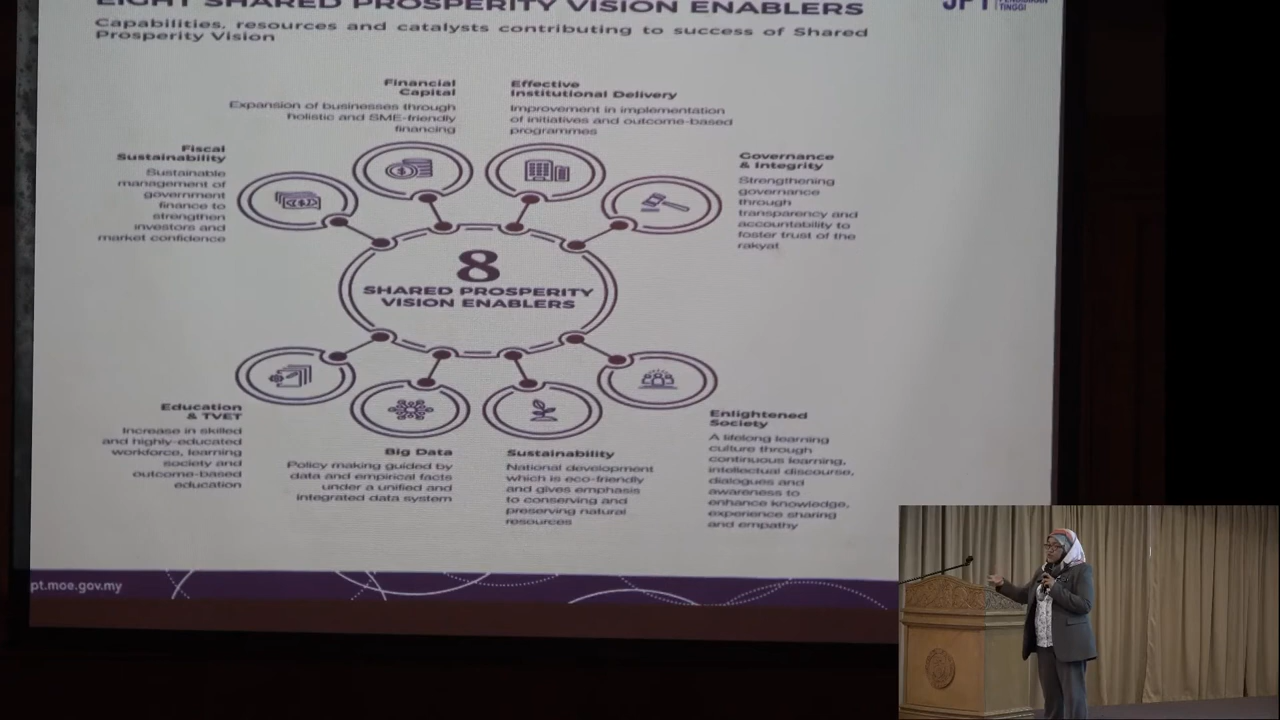 EIGHT SHARED PROSPERITY VISION ENABLERS
Capabilities, resources and catalysts contributing to success of Shared
Prosperity Vision
JPT
PENDIDIKAN
TINGGI
Financial
Capital
Expansion of businesses through
holistic and SME-friendly
financing
Effective
Institutional Delivery
Improvement in implementation
of initiatives and outcome-based
programmes
Fiscal
Sustainability
Sustainable
management of
government
finance to
strengthen
investors and
market confidence
Governance
& Integrity
Strengthening
governance
through
transparency and
accountability to
foster trust of the
rakyat
8
SHARED PROSPERITY
VISION ENABLERS
Education
& TVET
Increase in skilled
and highly-educated
workforce, learning
society and
outcome-based
education
Big Data
Policy making guided by
data and empirical facts
under a unified and
integrated data system
Sustainability
National development
which is eco-friendly
and gives emphasis
to conserving and
preserving natural
resources
Enlightened
Society
A lifelong learning
culture through
continuous learning,
intellectual discourse,
dialogues and
awareness to
enhance knowledge,
experience sharing
and empathy
pt.moe.gov.my